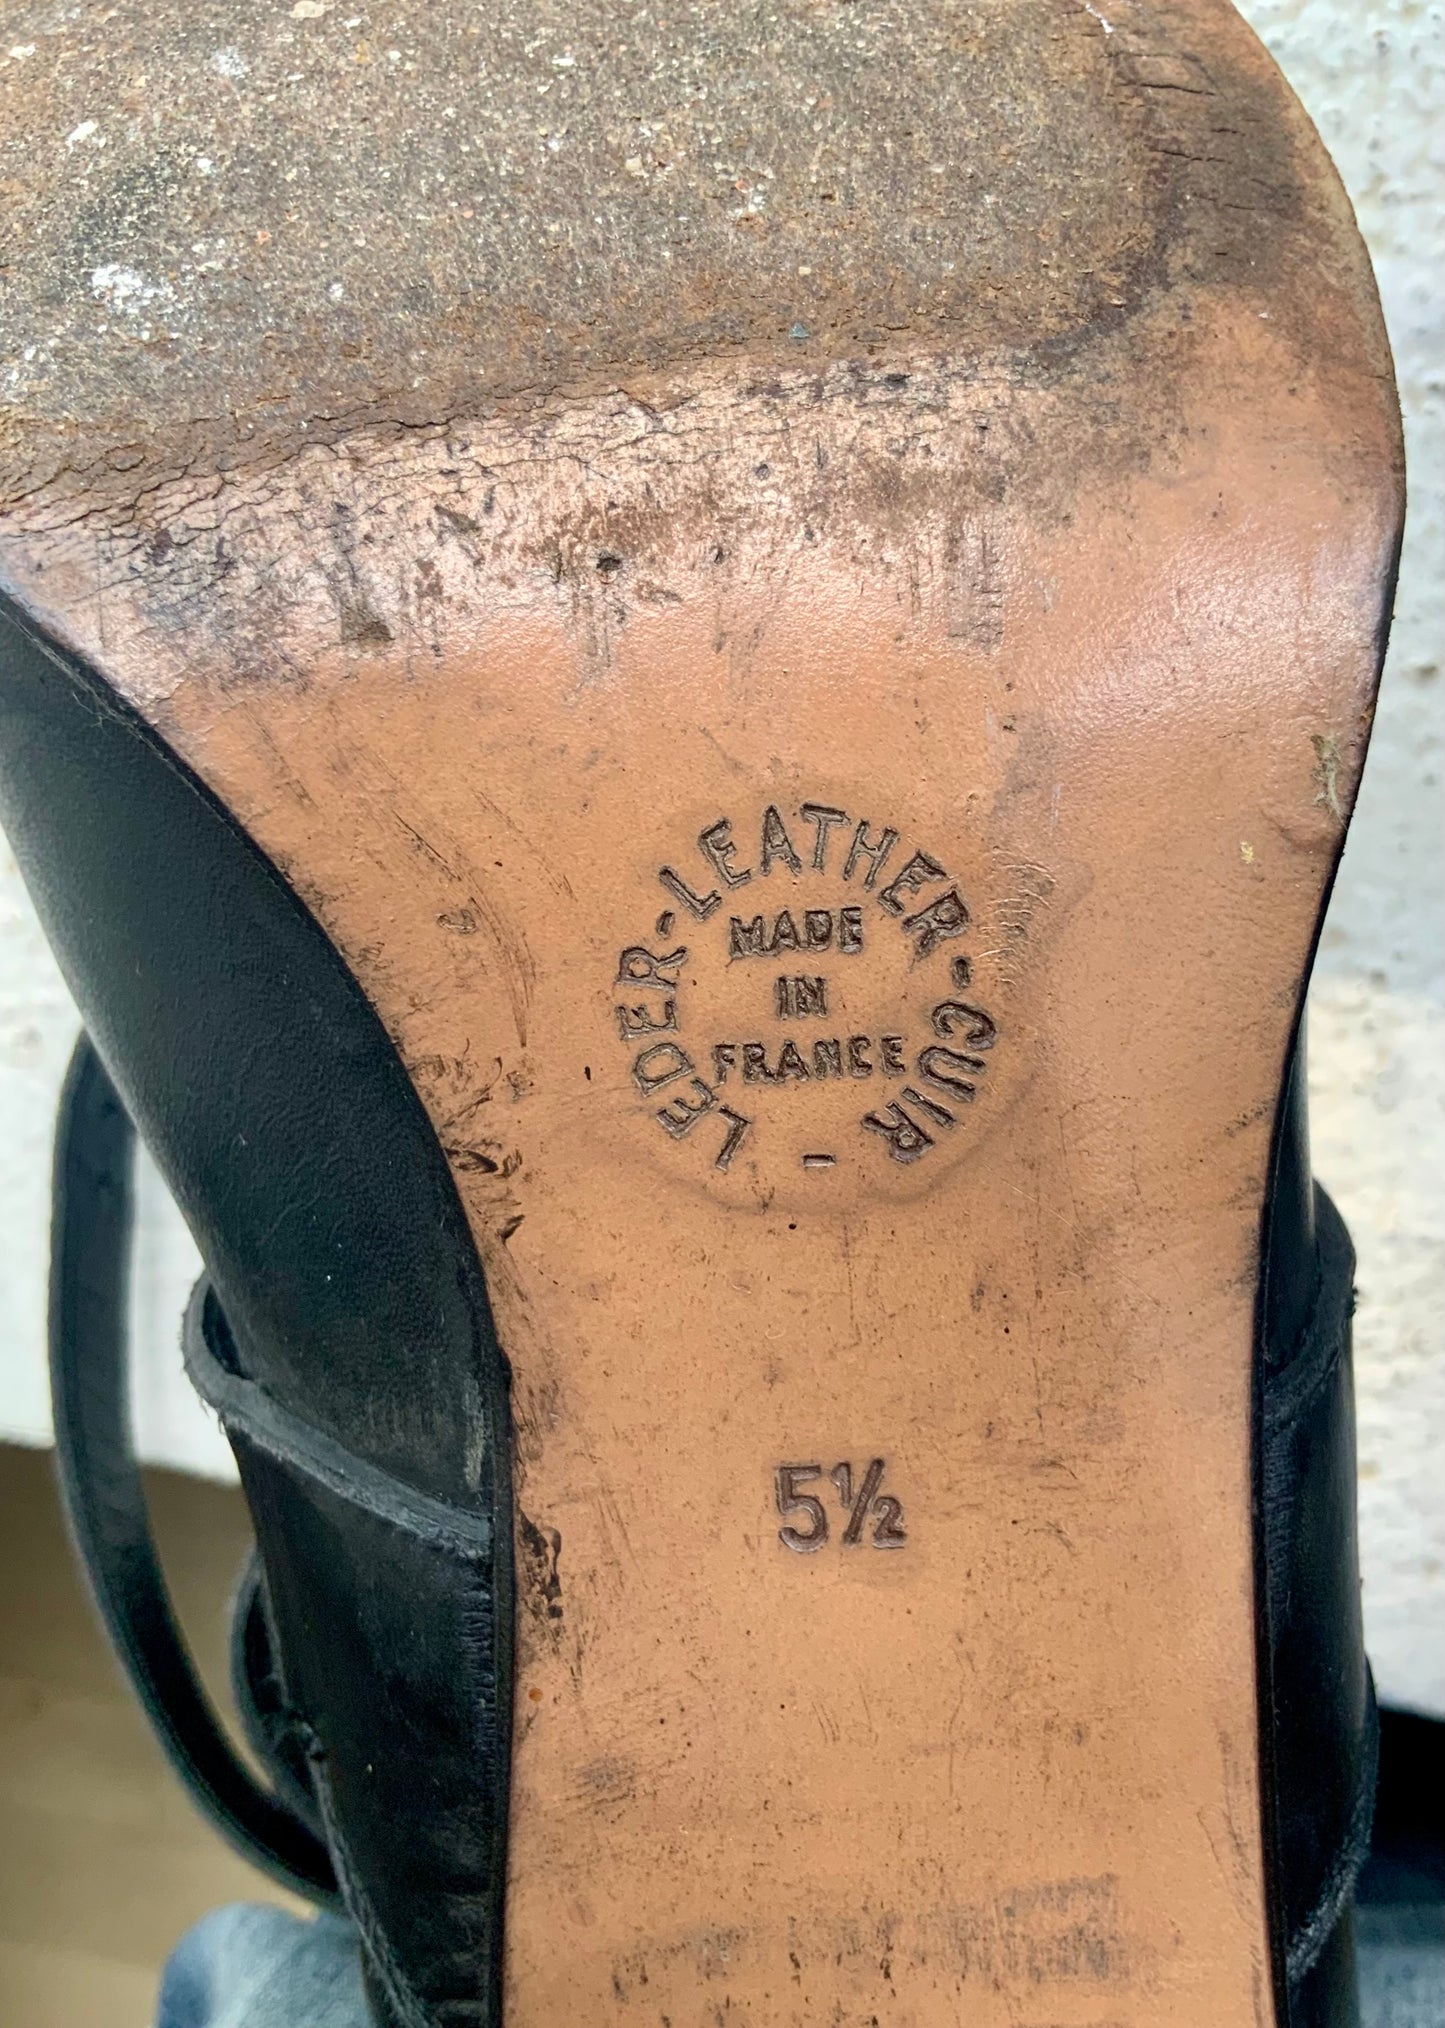 LEDER-LEATHER-CUIR-
MADE
IN
FRANCE
5½